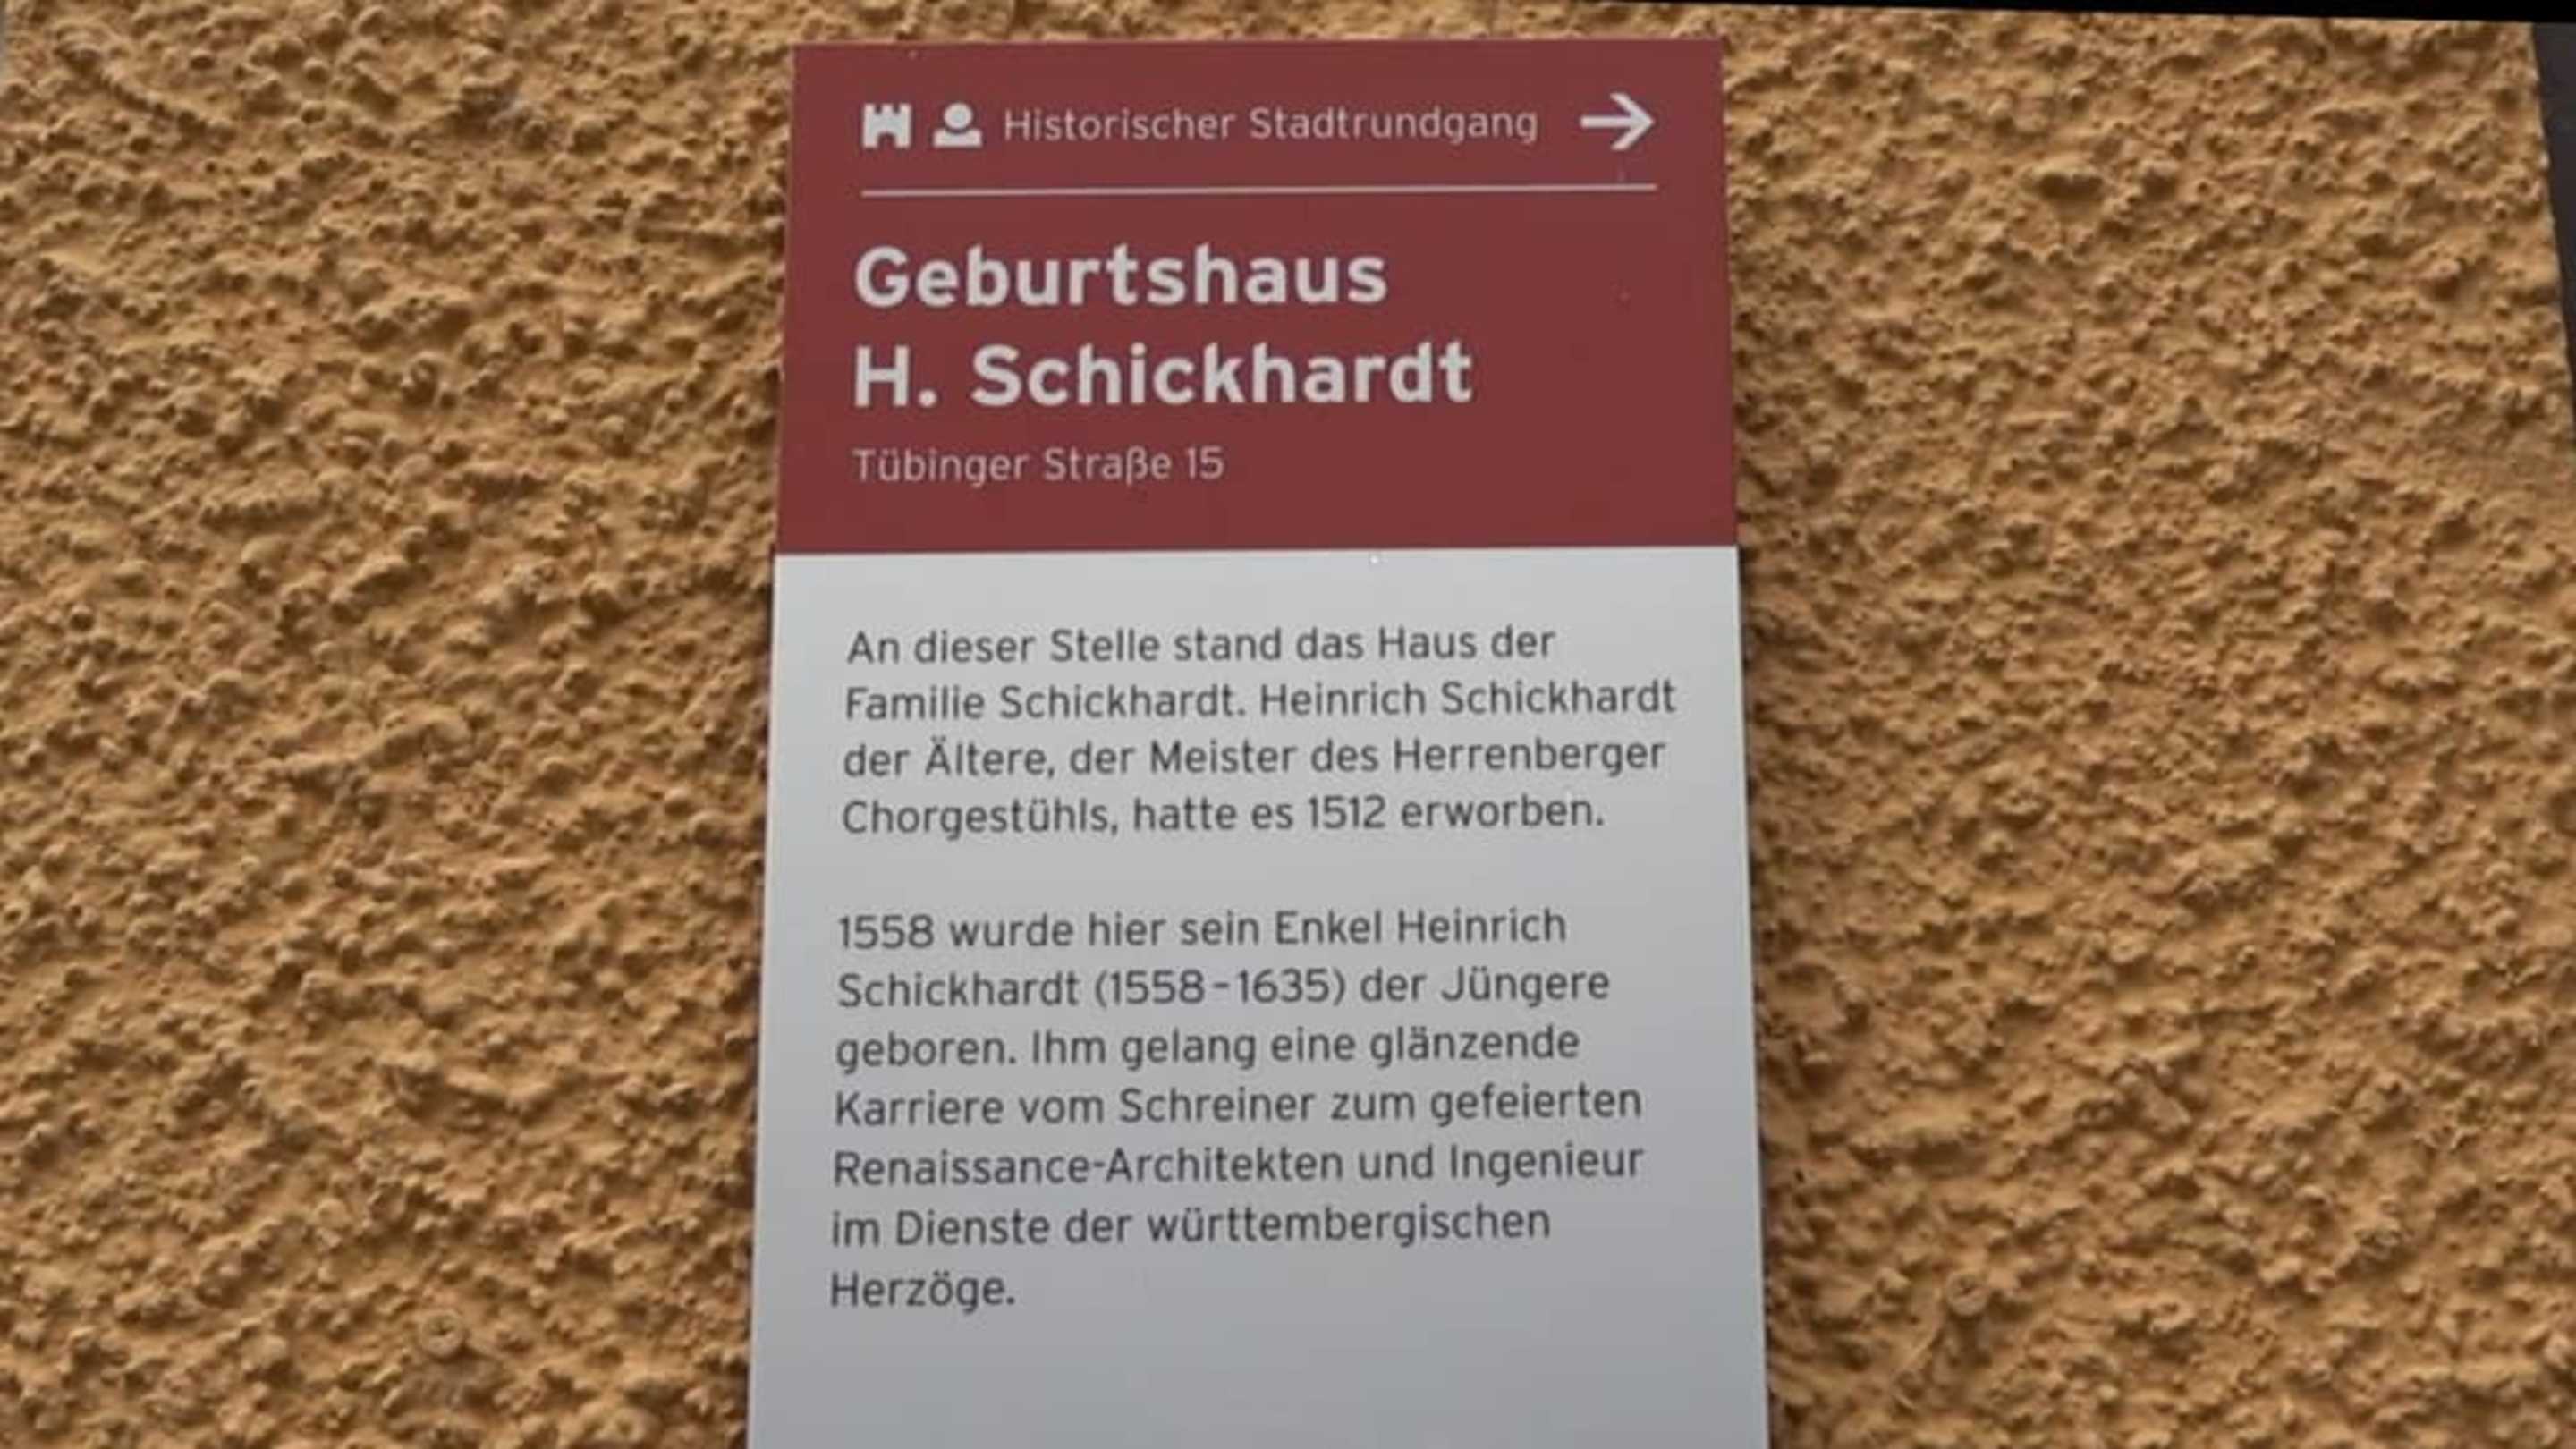 Historischer Stadtrundgang →
Geburtshaus
H. Schickhardt
Tübinger Straße 15
An dieser Stelle stand das Haus der
Familie Schickhardt. Heinrich Schickhardt
der Ältere, der Meister des Herrenberger
Chorgestühls, hatte es 1512 erworben.
1558 wurde hier sein Enkel Heinrich
Schickhardt (1558-1635) der Jüngere
geboren. Ihm gelang eine glänzende
Karriere vom Schreiner zum gefeierten
Renaissance-Architekten und Ingenieur
im Dienste der württembergischen
Herzöge.